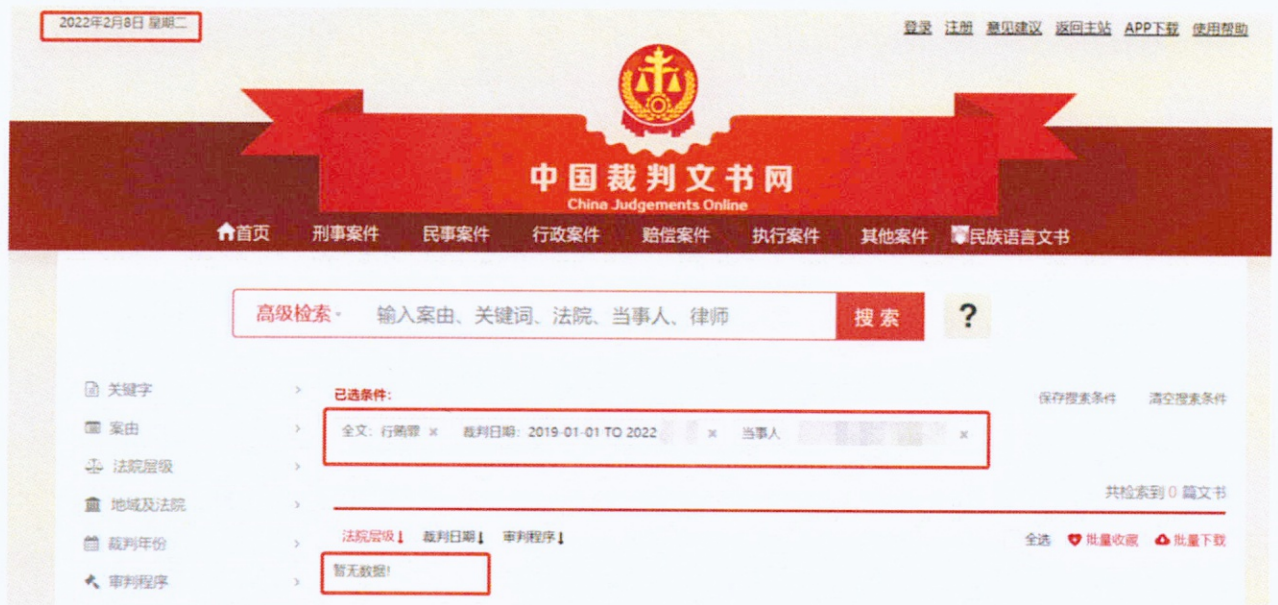 2022年2月8日 星期二
登录 注册 意见建议 返回主站 APP下载 使用帮助
中国裁判文书网
China Judgements Online
首页 刑事案件 民事案件 行政案件 赔偿案件 执行案件 其他案件 民族语言文书
高级检索 输入案由、关键词、法院、当事人、律师 搜索 ?
关键字 >
已选条件:
保存搜索条件 清空搜索条件
案由 >
全文: 行贿罪 × 裁判日期: 2019-01-01 TO 2022 × 当事人 ×
法院层级 >
共检索到 0 篇文书
地域及法院 >
法院层级↓ 裁判日期↓ 审判程序↓
全选 批量收藏 批量下载
裁判年份 >
暂无数据!
审判程序 >